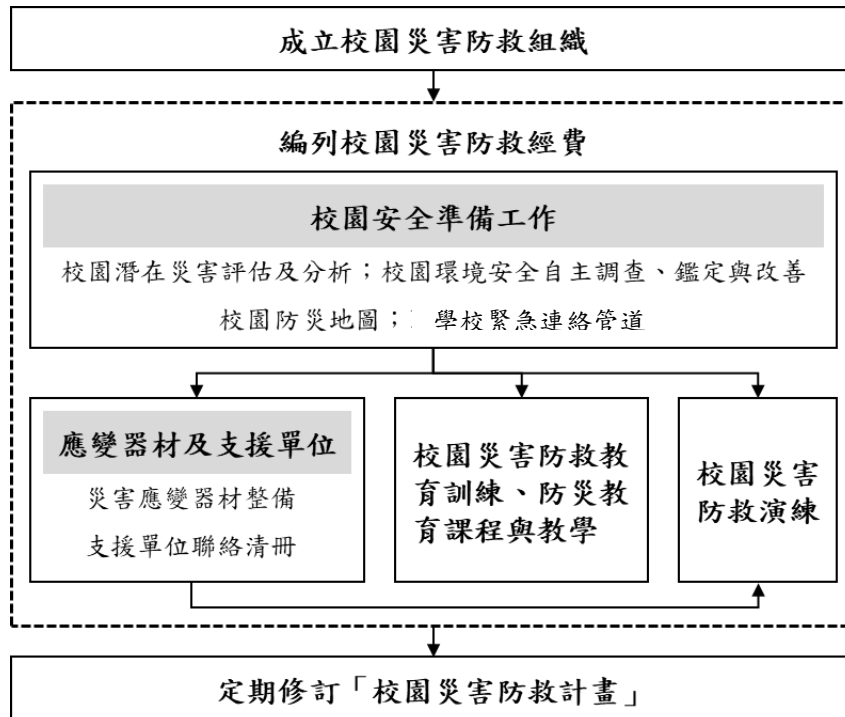 成立校園災害防救組織
編列校園災害防救經費
校園安全準備工作
校園潛在災害評估及分析；校園環境安全自主調查、鑑定與改善
校園防災地圖；學校緊急連絡管道
應變器材及支援單位
災害應變器材整備
支援單位聯絡清冊
校園災害防救教
育訓練、防災教
育課程與教學
校園災害
防救演練
定期修訂「校園災害防救計畫」